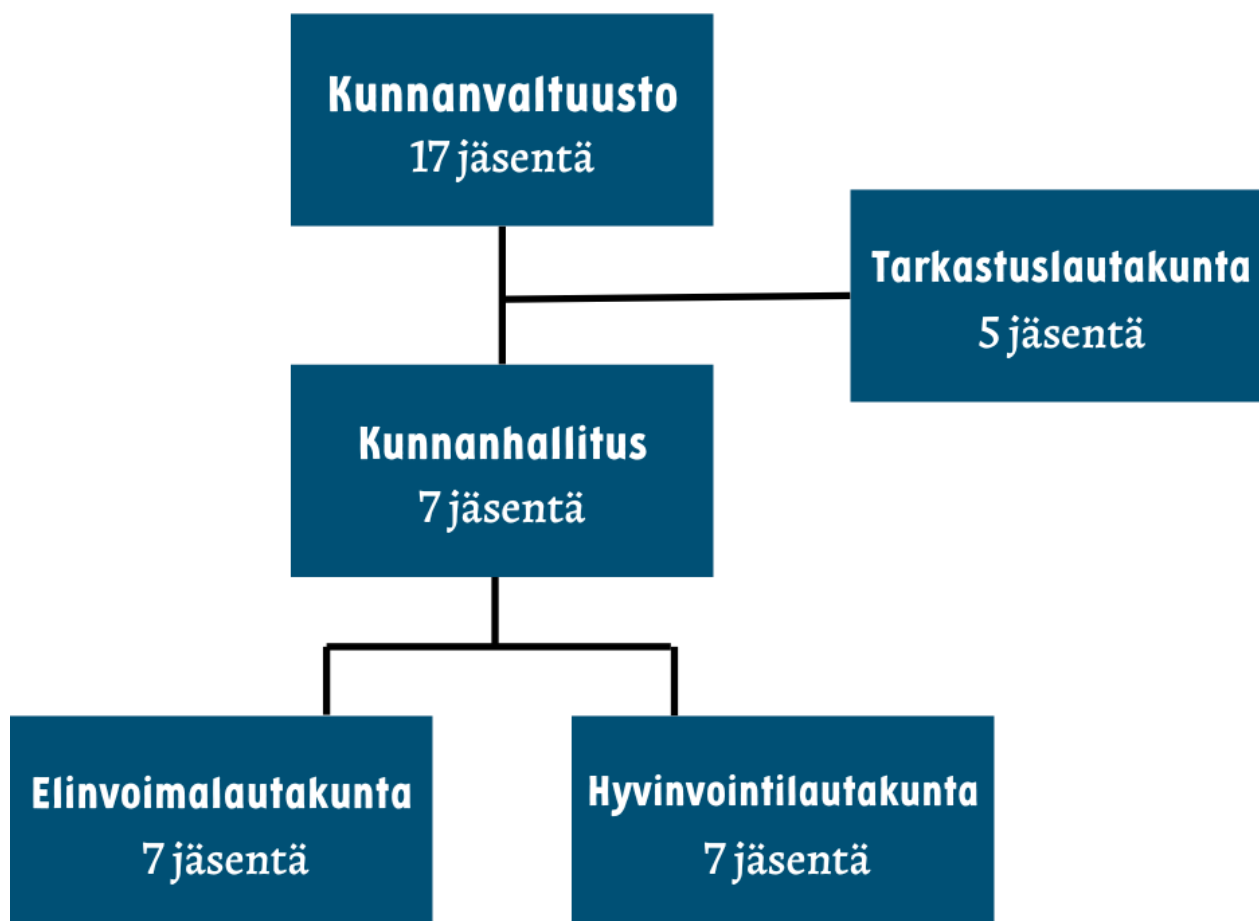 Kunnanvaltuusto
17 jäsentä
Tarkastuslautakunta
5 jäsentä
Kunnanhallitus
7 jäsentä
Elinvoimalautakunta
7 jäsentä
Hyvinvointilautakunta
7 jäsentä